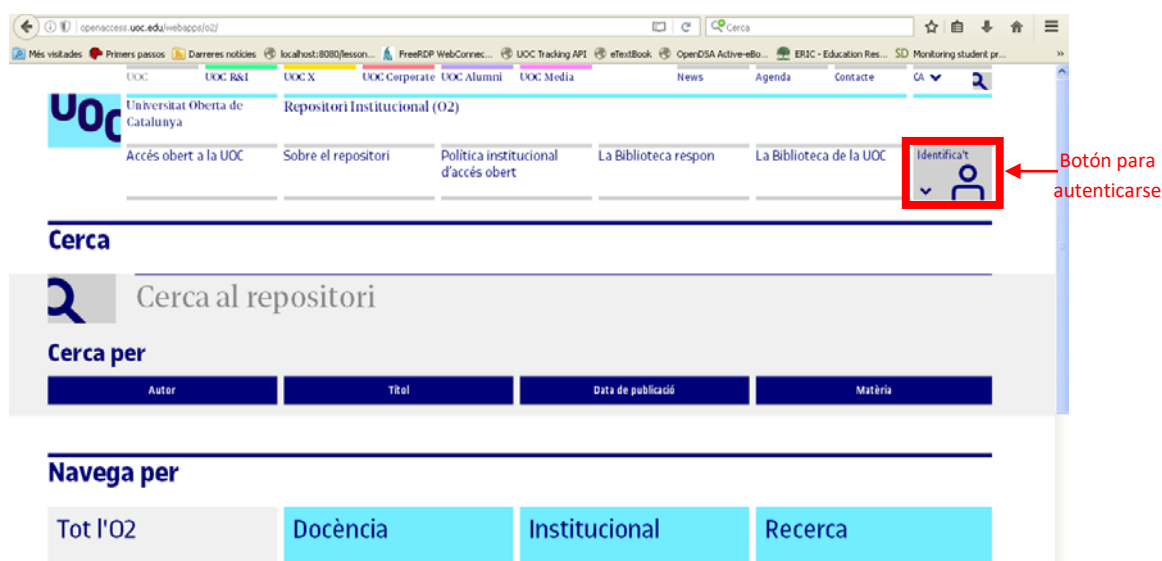 openaccess.uoc.edu/webapps/o2/
Cerca
Més visitades Primers passos Darreres notícies localhost:8080/lesson... FreeRDP WebConnec... UOC Tracking API eTextBook OpenDSA Active-eBo... ERIC - Education Res... SD Monitoring student pr... »
UOC UOC R&I UOC X UOC Corporate UOC Alumni UOC Media News Agenda Contacte CA
UOC
Universitat Oberta de
Catalunya
Repositori Institucional (O2)
Accés obert a la UOC
Sobre el repositori
Política institucional
d'accés obert
La Biblioteca respon
La Biblioteca de la UOC
Identifica't
Botón para
autenticarse
Cerca
Cerca al repositori
Cerca per
Autor Títol Data de publicació Matèria
Navega per
Tot l'O2 Docència Institucional Recerca